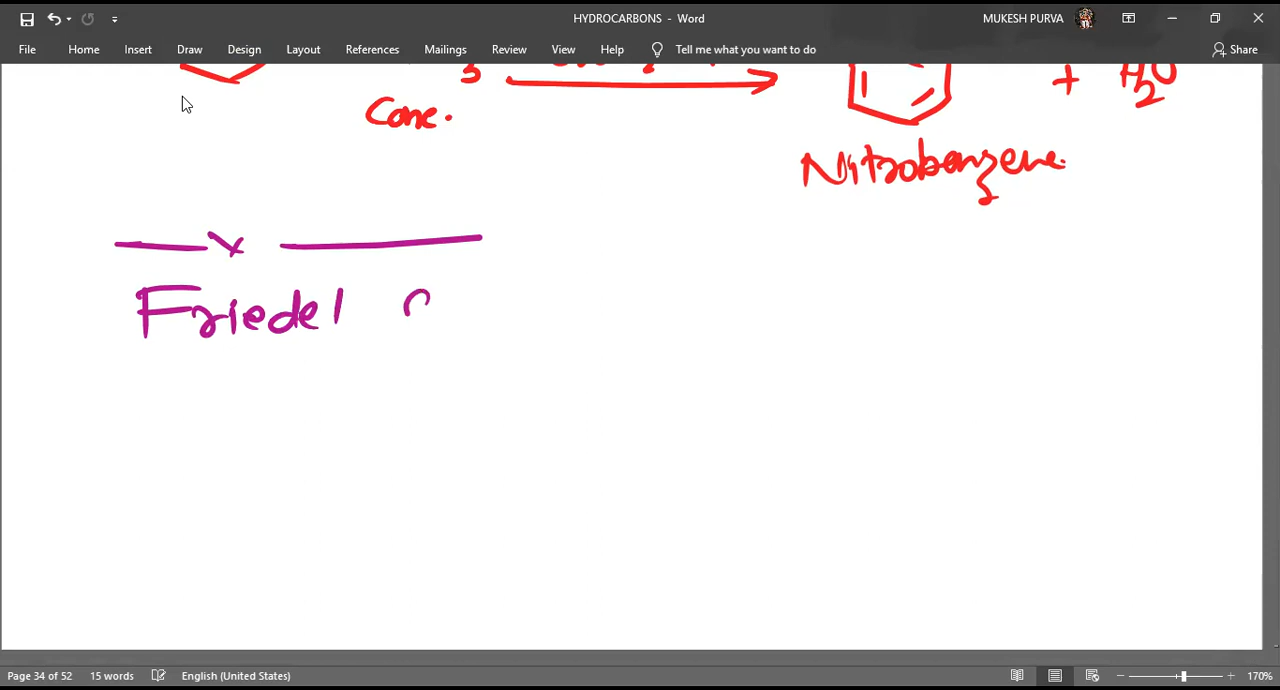 HYDROCARBONS - Word
MUKESH PURVA
File Home Insert Draw Design Layout References Mailings Review View Help Tell me what you want to do Share
3
+ H2O
Conc.
Nitrobenzene
Friedel C
Page 34 of 52 15 words English (United States) 170%